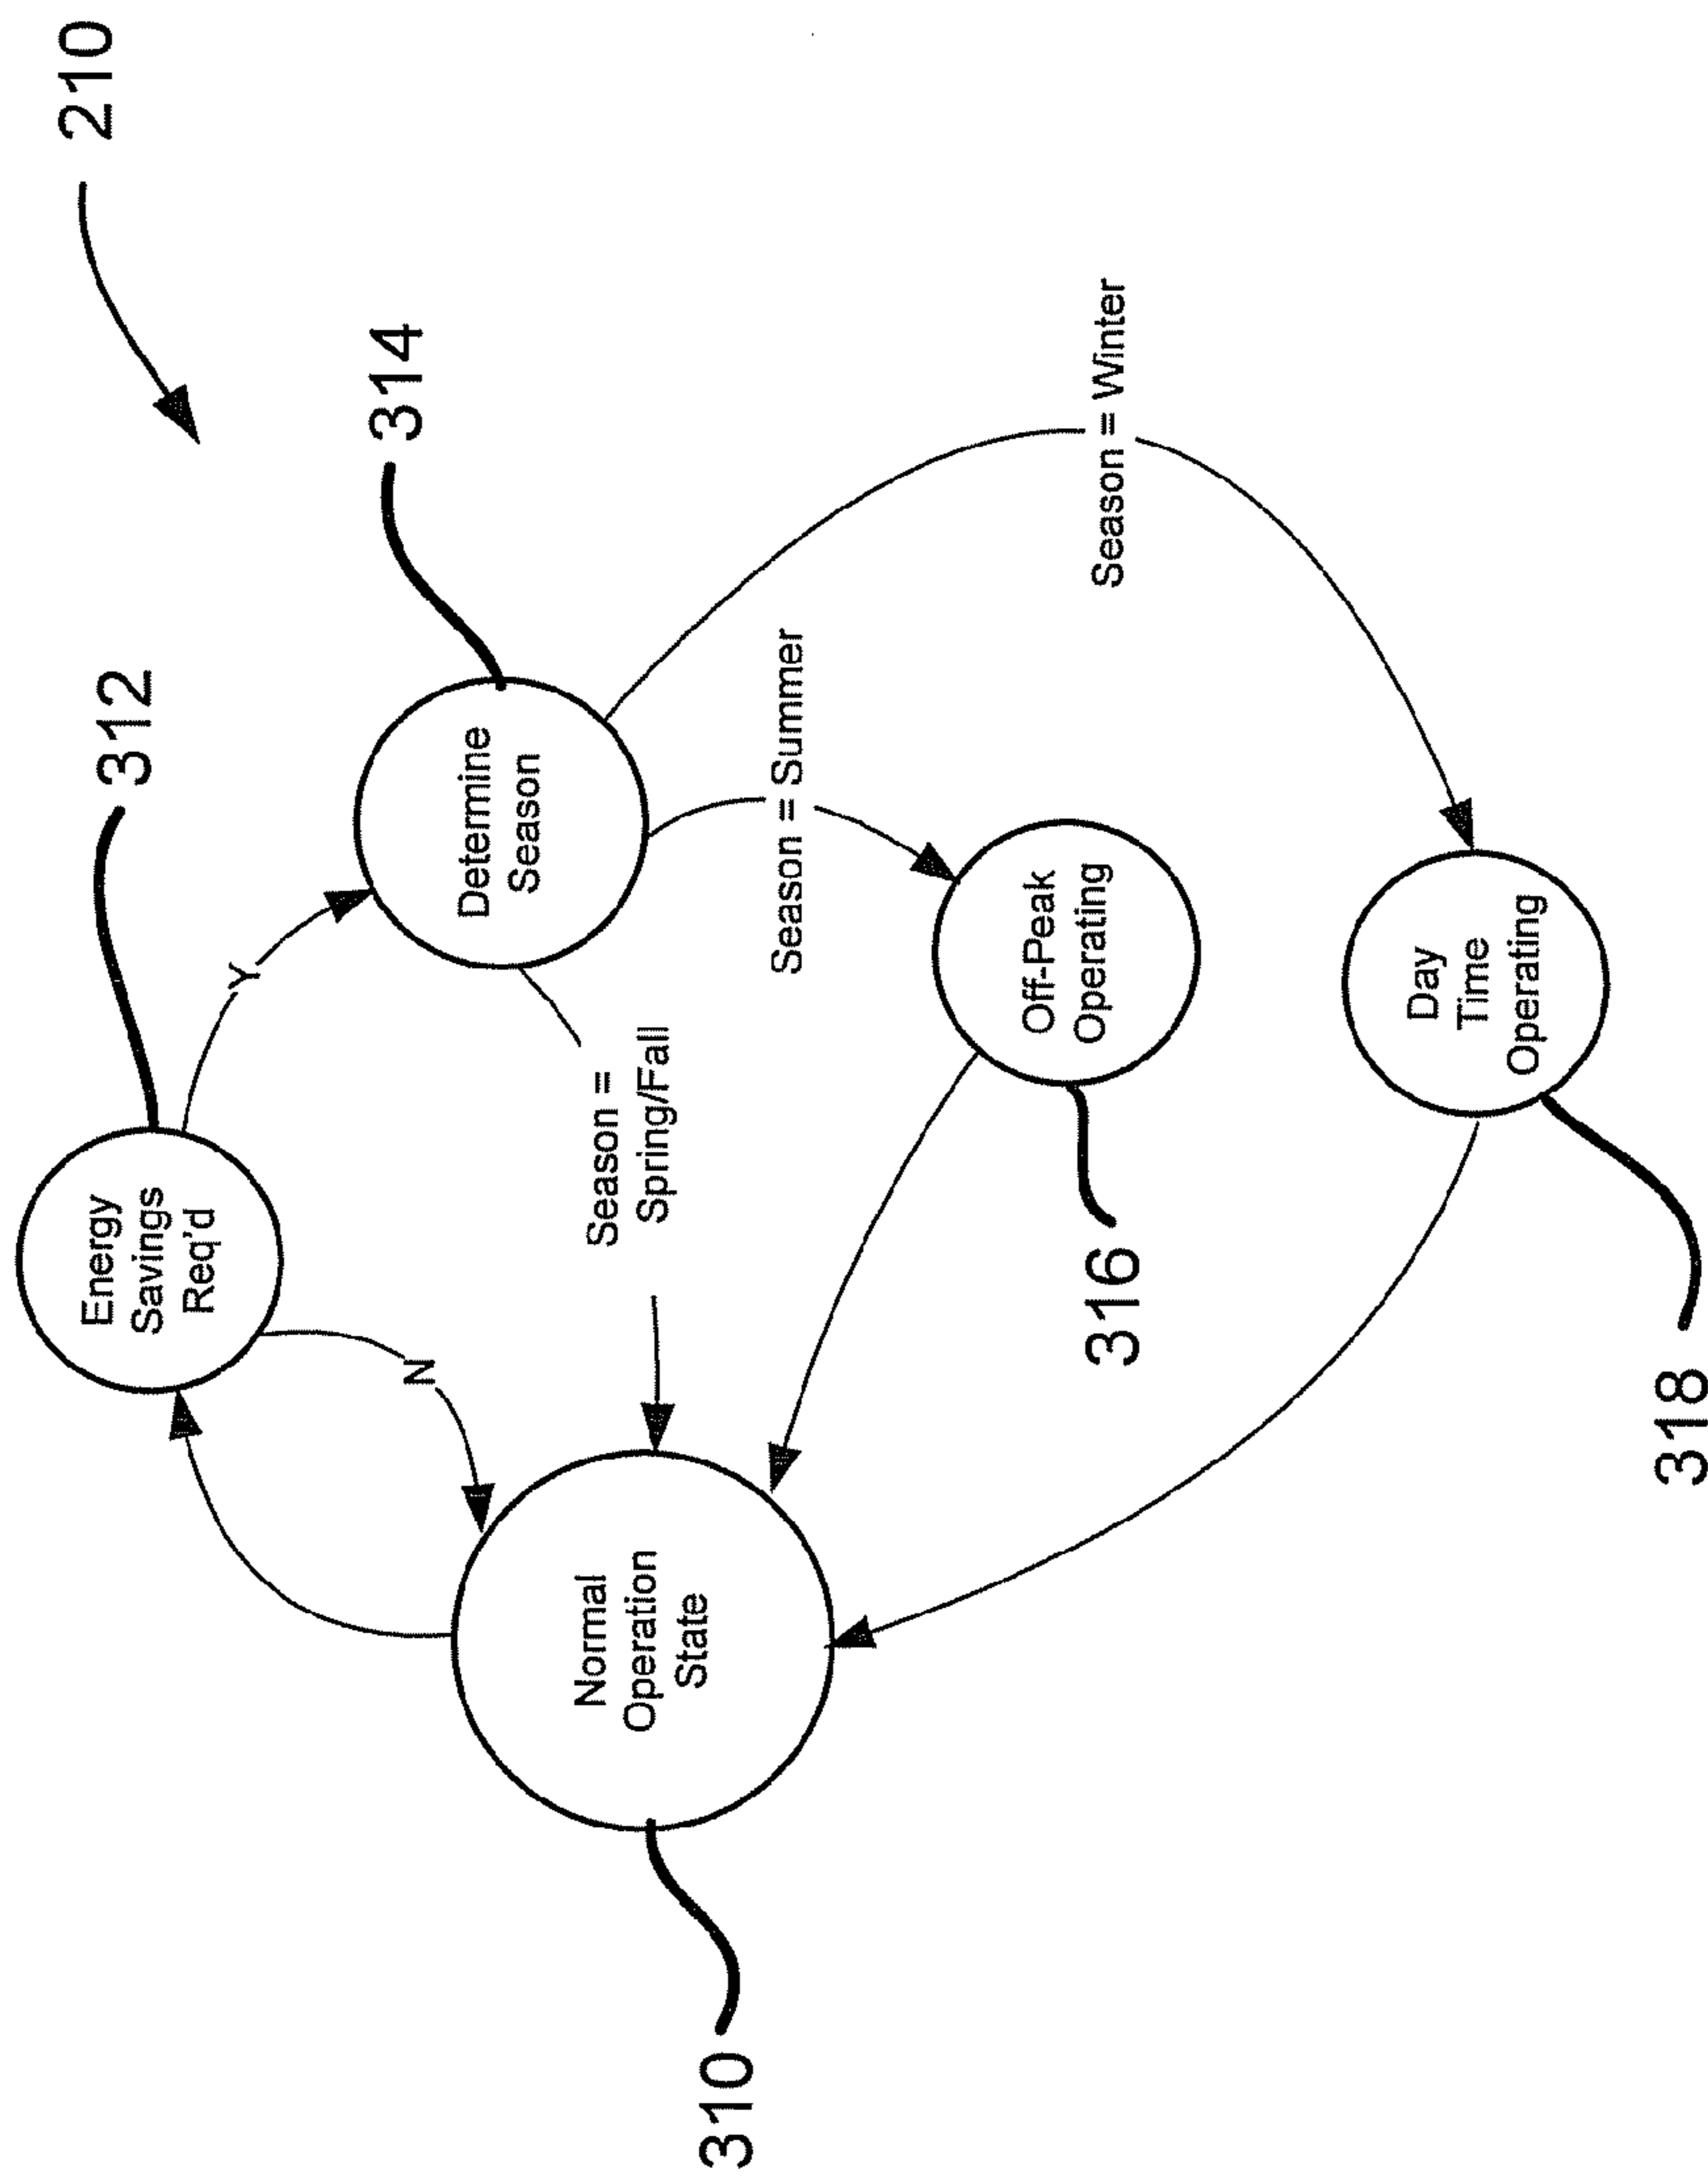 210
312
Energy
Savings
Req'd
Y
314
Determine
Season
N
Season =
Spring/Fall
Season = Summer
Season = Winter
Normal
Operation
State
310
Off-Peak
Operating
316
Day
Time
Operating
318